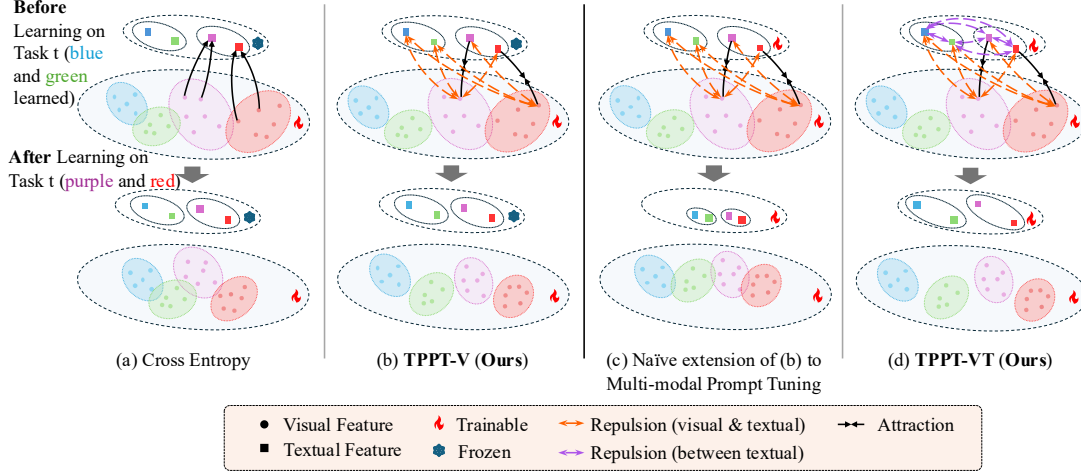 Before
Learning on
Task t (blue
and green
learned)
After Learning on
Task t (purple and red)
(a) Cross Entropy
(b) TPPT-V (Ours)
(c) Naïve extension of (b) to
Multi-modal Prompt Tuning
(d) TPPT-VT (Ours)
Visual Feature
Trainable
Repulsion (visual & textual)
Attraction
Textual Feature
Frozen
Repulsion (between textual)